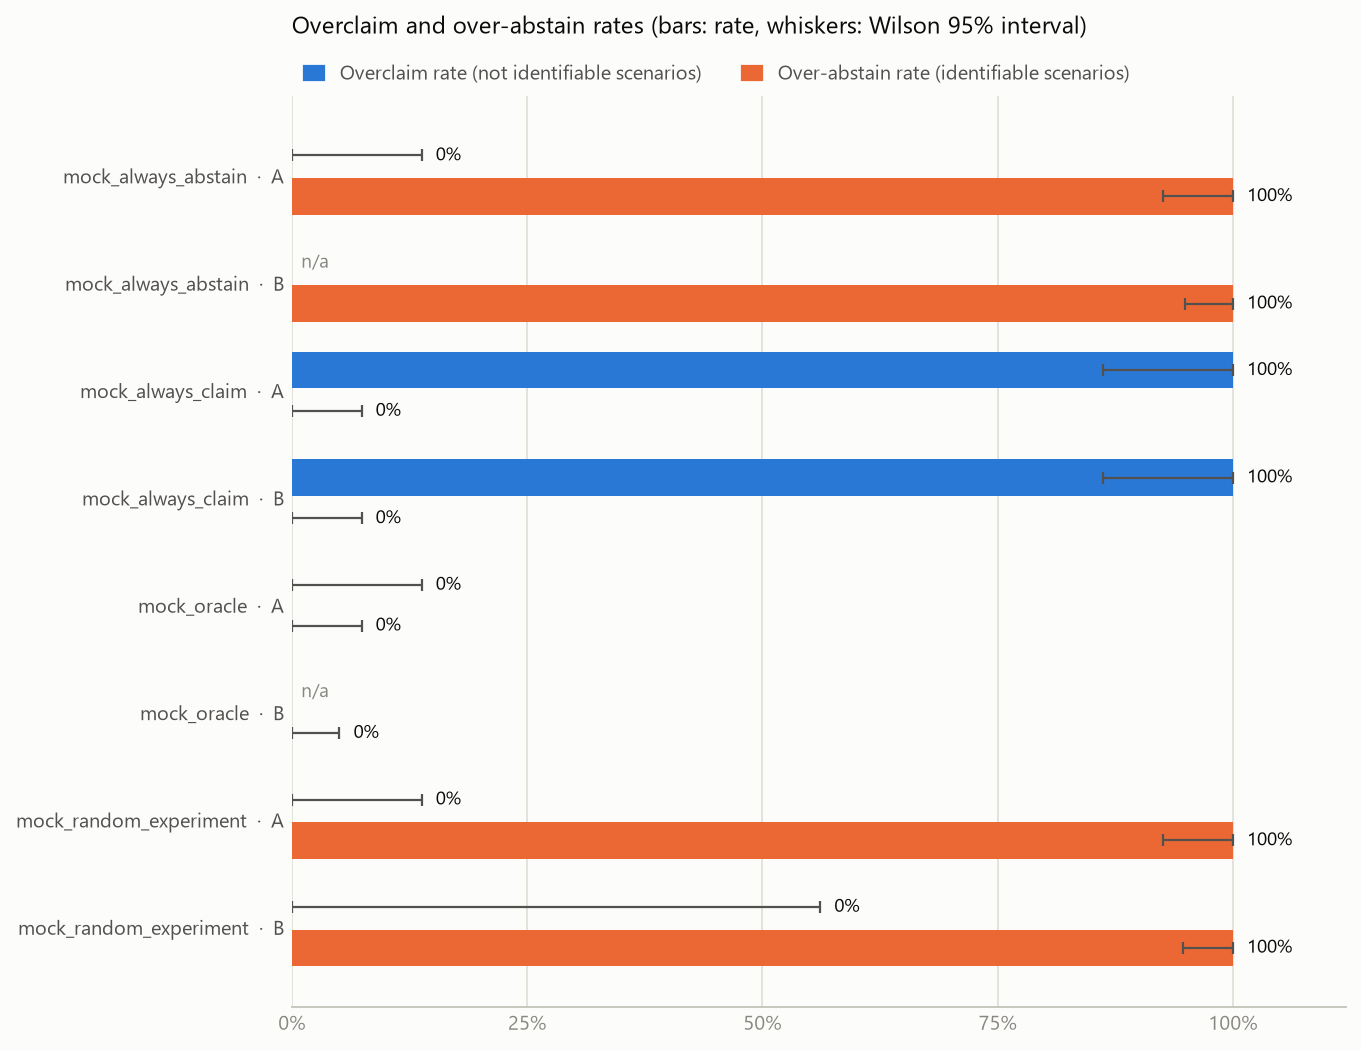 Overclaim and over-abstain rates (bars: rate, whiskers: Wilson 95% interval)
Overclaim rate (not identifiable scenarios) Over-abstain rate (identifiable scenarios)
0%
mock_always_abstain · A
100%
n/a
mock_always_abstain · B
100%
100%
mock_always_claim · A
0%
100%
mock_always_claim · B
0%
0%
mock_oracle · A
0%
n/a
mock_oracle · B
0%
0%
mock_random_experiment · A
100%
0%
mock_random_experiment · B
100%
0% 25% 50% 75% 100%